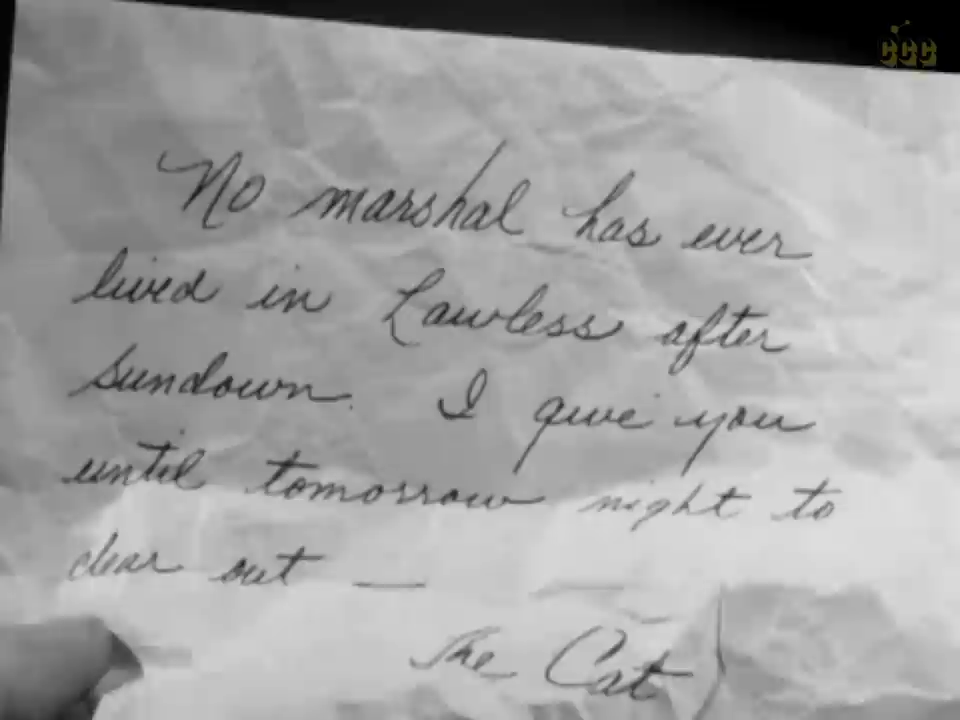 CCC
No marshal has ever
lived in Lawless after
sundown. I give you
until tomorrow night to
clear out —
The Cat